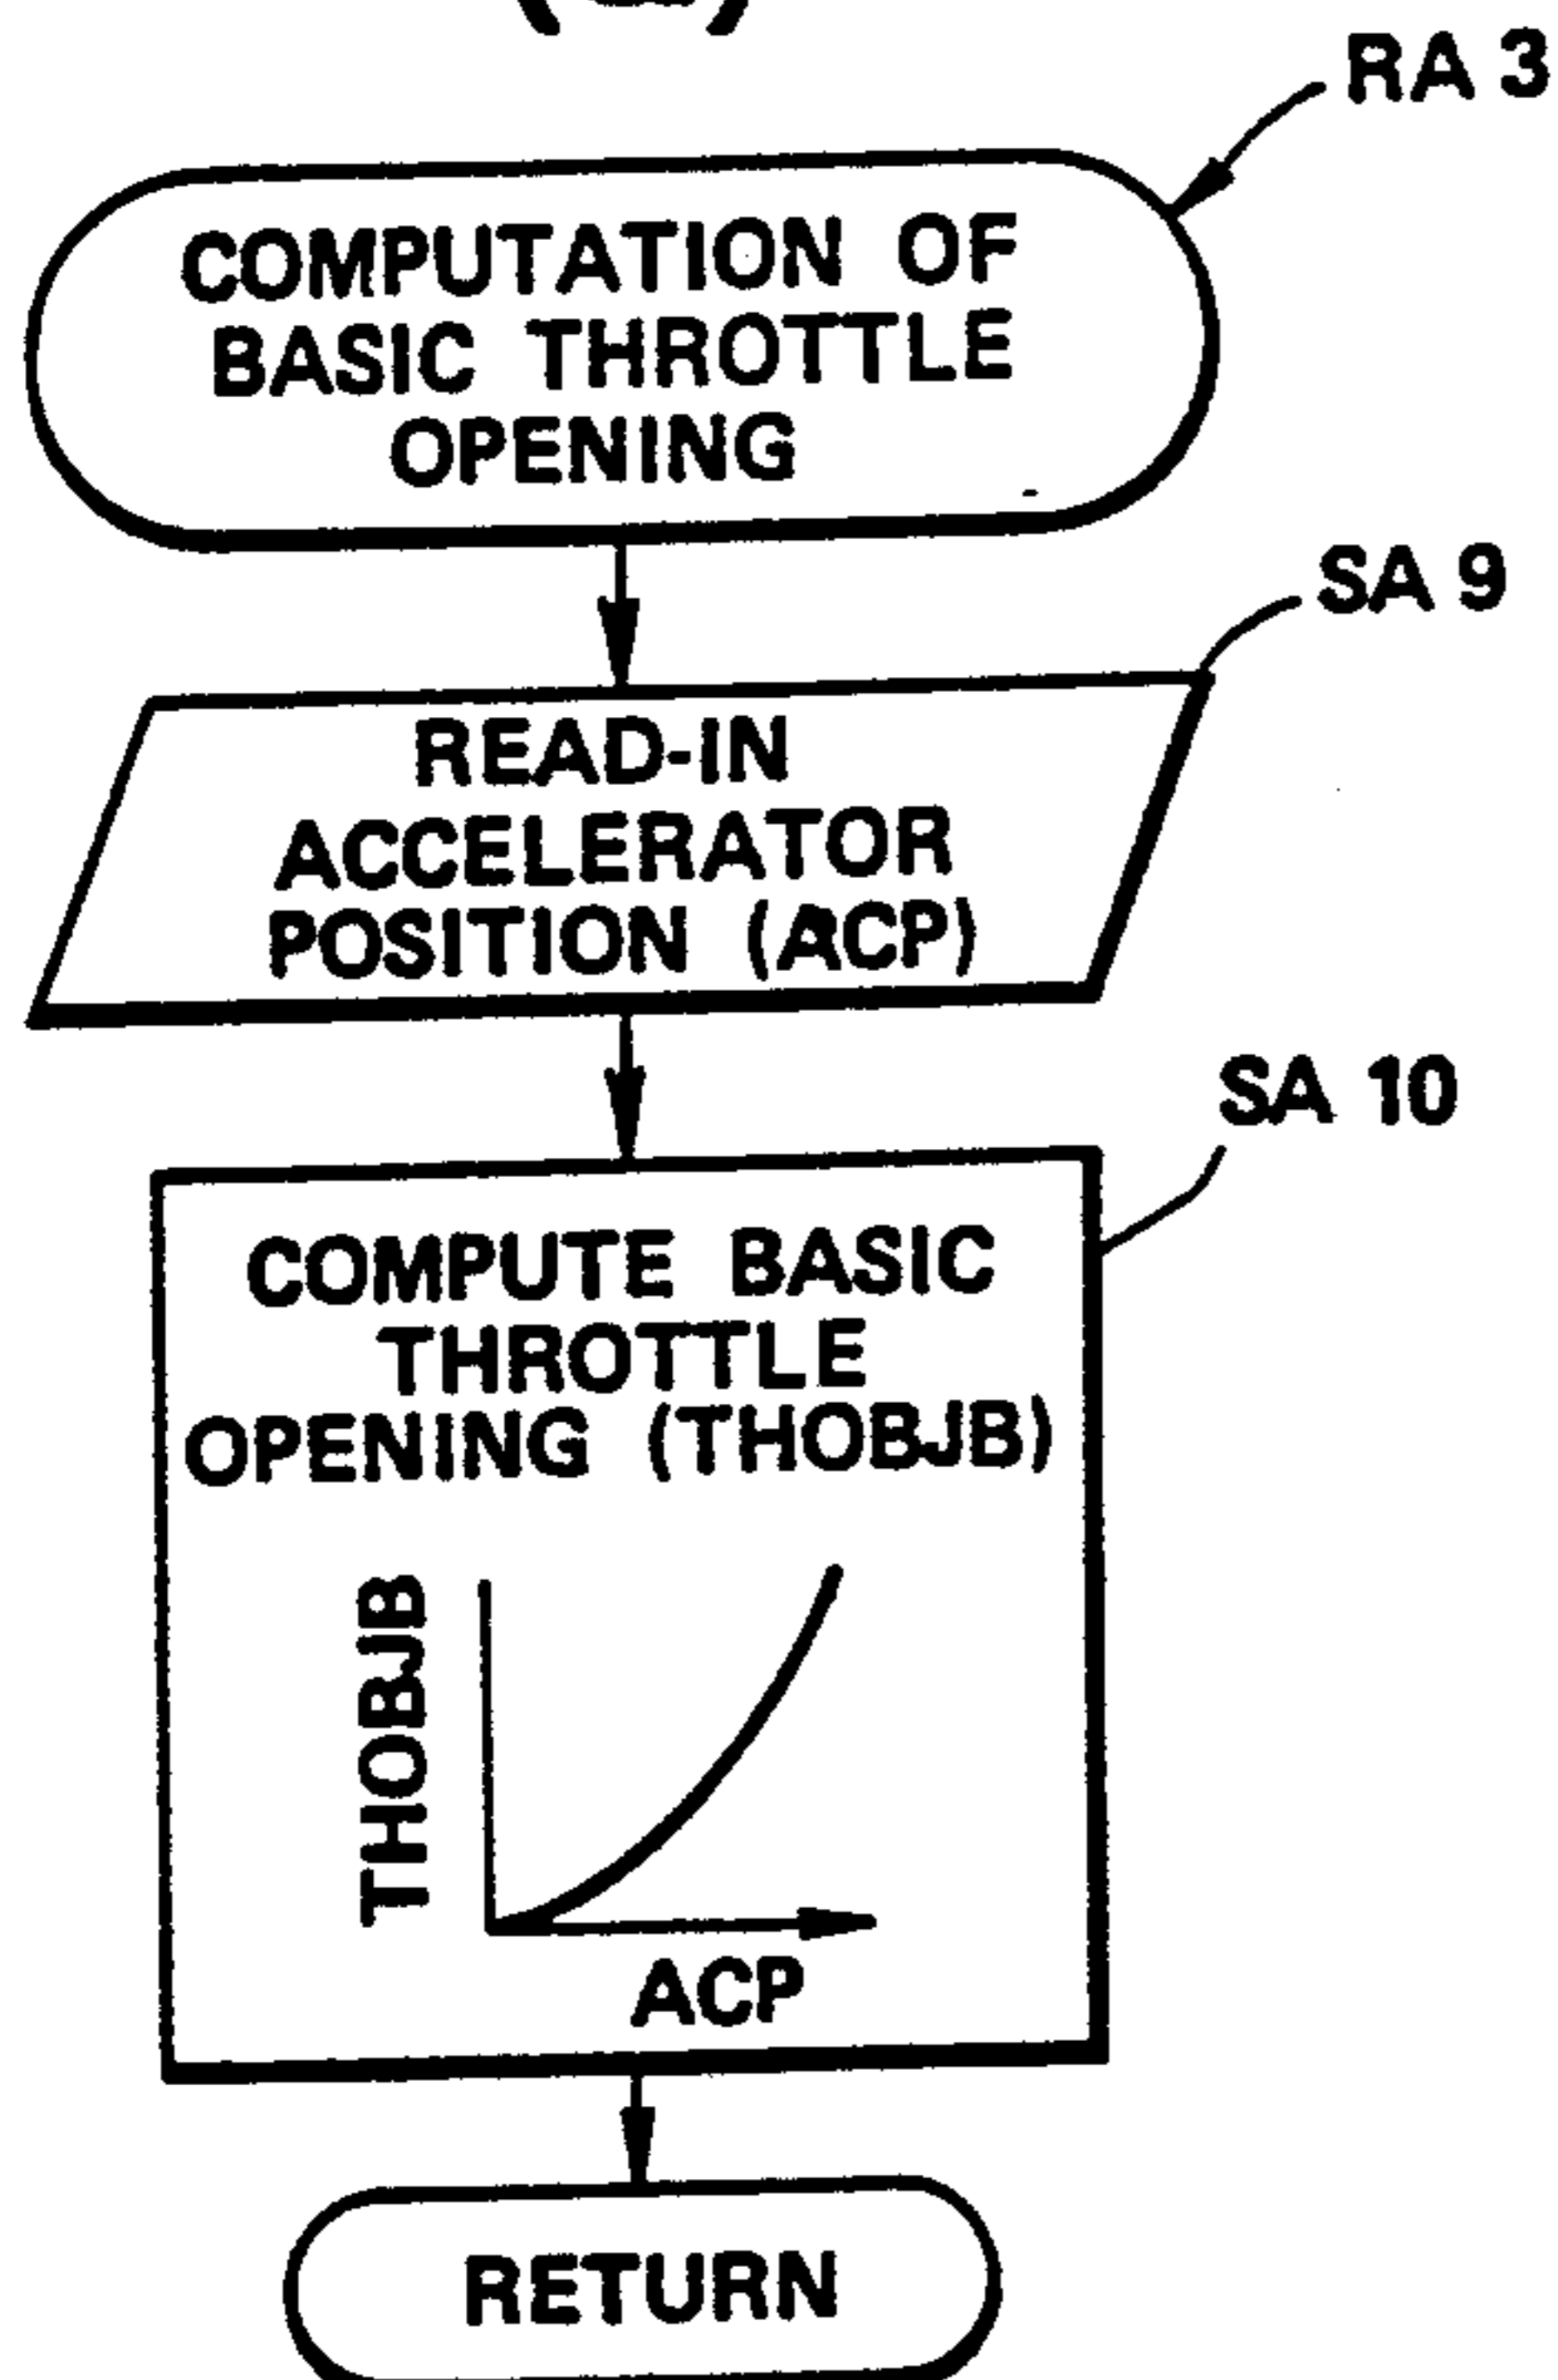 RA 3
COMPUTATION OF
BASIC THROTTLE
OPENING
SA 9
READ-IN
ACCELERATOR
POSITION (ACP)
SA 10
COMPUTE BASIC
THROTTLE
OPENING (THOBJB)
THOBJB
ACP
RETURN